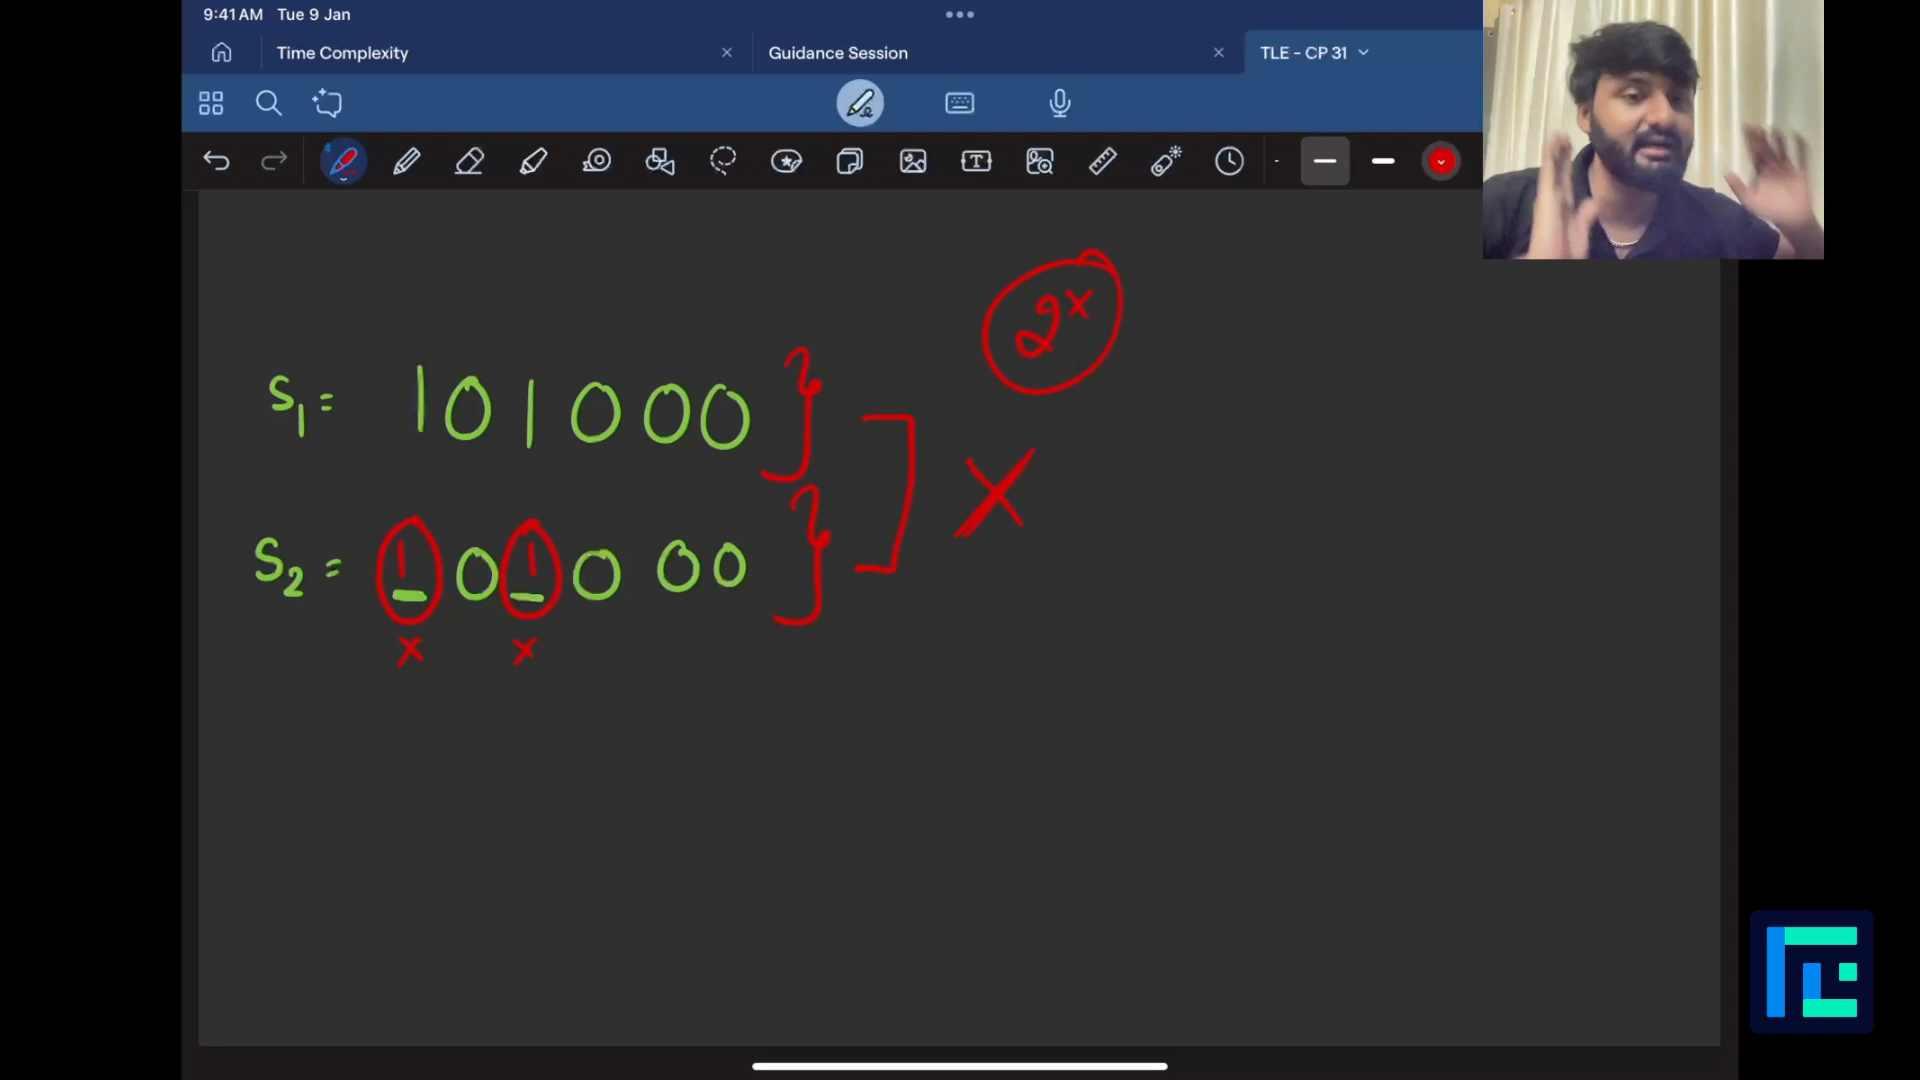 9:41 AM Tue 9 Jan
Time Complexity
Guidance Session
TLE - CP 31
2^x
S₁ = 101000
X
S₂ = 101000
x x